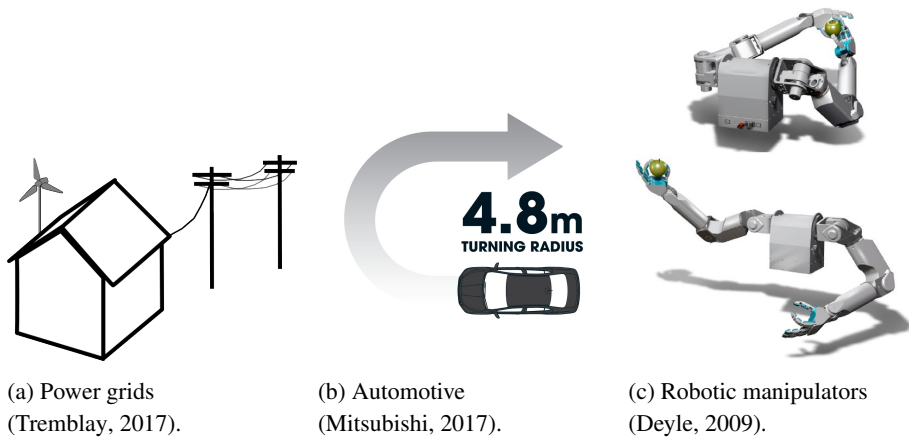 4.8m
TURNING RADIUS
(a) Power grids
(Tremblay, 2017).
(b) Automotive
(Mitsubishi, 2017).
(c) Robotic manipulators
(Deyle, 2009).